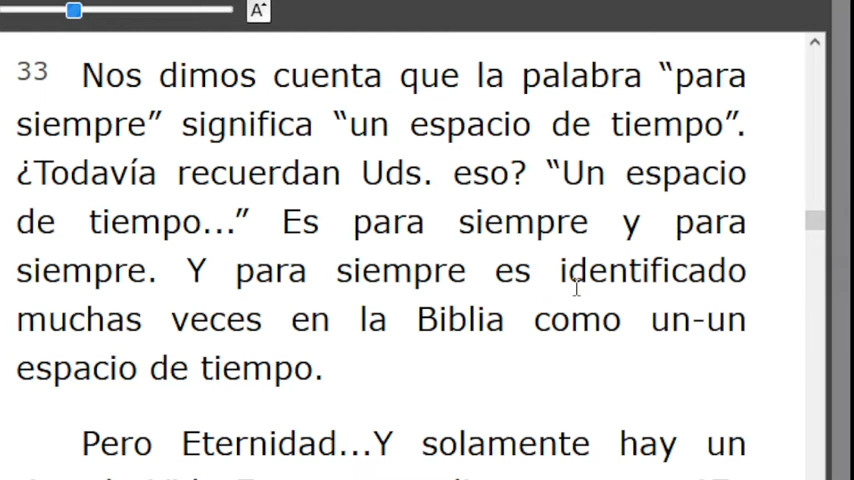 A
33 Nos dimos cuenta que la palabra “para
siempre” significa “un espacio de tiempo”.
¿Todavía recuerdan Uds. eso? “Un espacio
de tiempo...” Es para siempre y para
siempre. Y para siempre es identificado
muchas veces en la Biblia como un-un
espacio de tiempo.
Pero Eternidad...Y solamente hay un